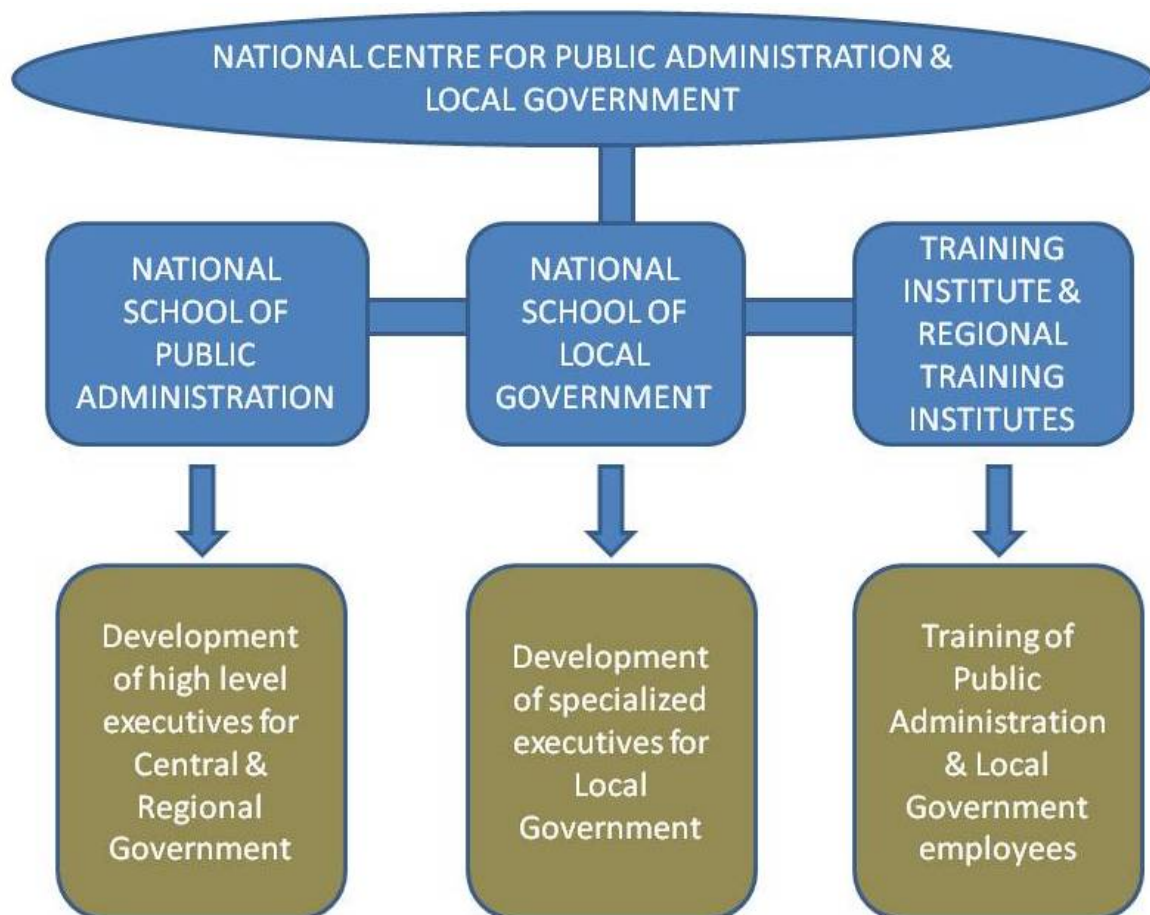 NATIONAL CENTRE FOR PUBLIC ADMINISTRATION &
LOCAL GOVERNMENT
NATIONAL
SCHOOL OF
PUBLIC
ADMINISTRATION
NATIONAL
SCHOOL OF
LOCAL
GOVERNMENT
TRAINING
INSTITUTE &
REGIONAL
TRAINING
INSTITUTES
Development
of high level
executives for
Central &
Regional
Government
Development
of specialized
executives for
Local
Government
Training of
Public
Administration
& Local
Government
employees